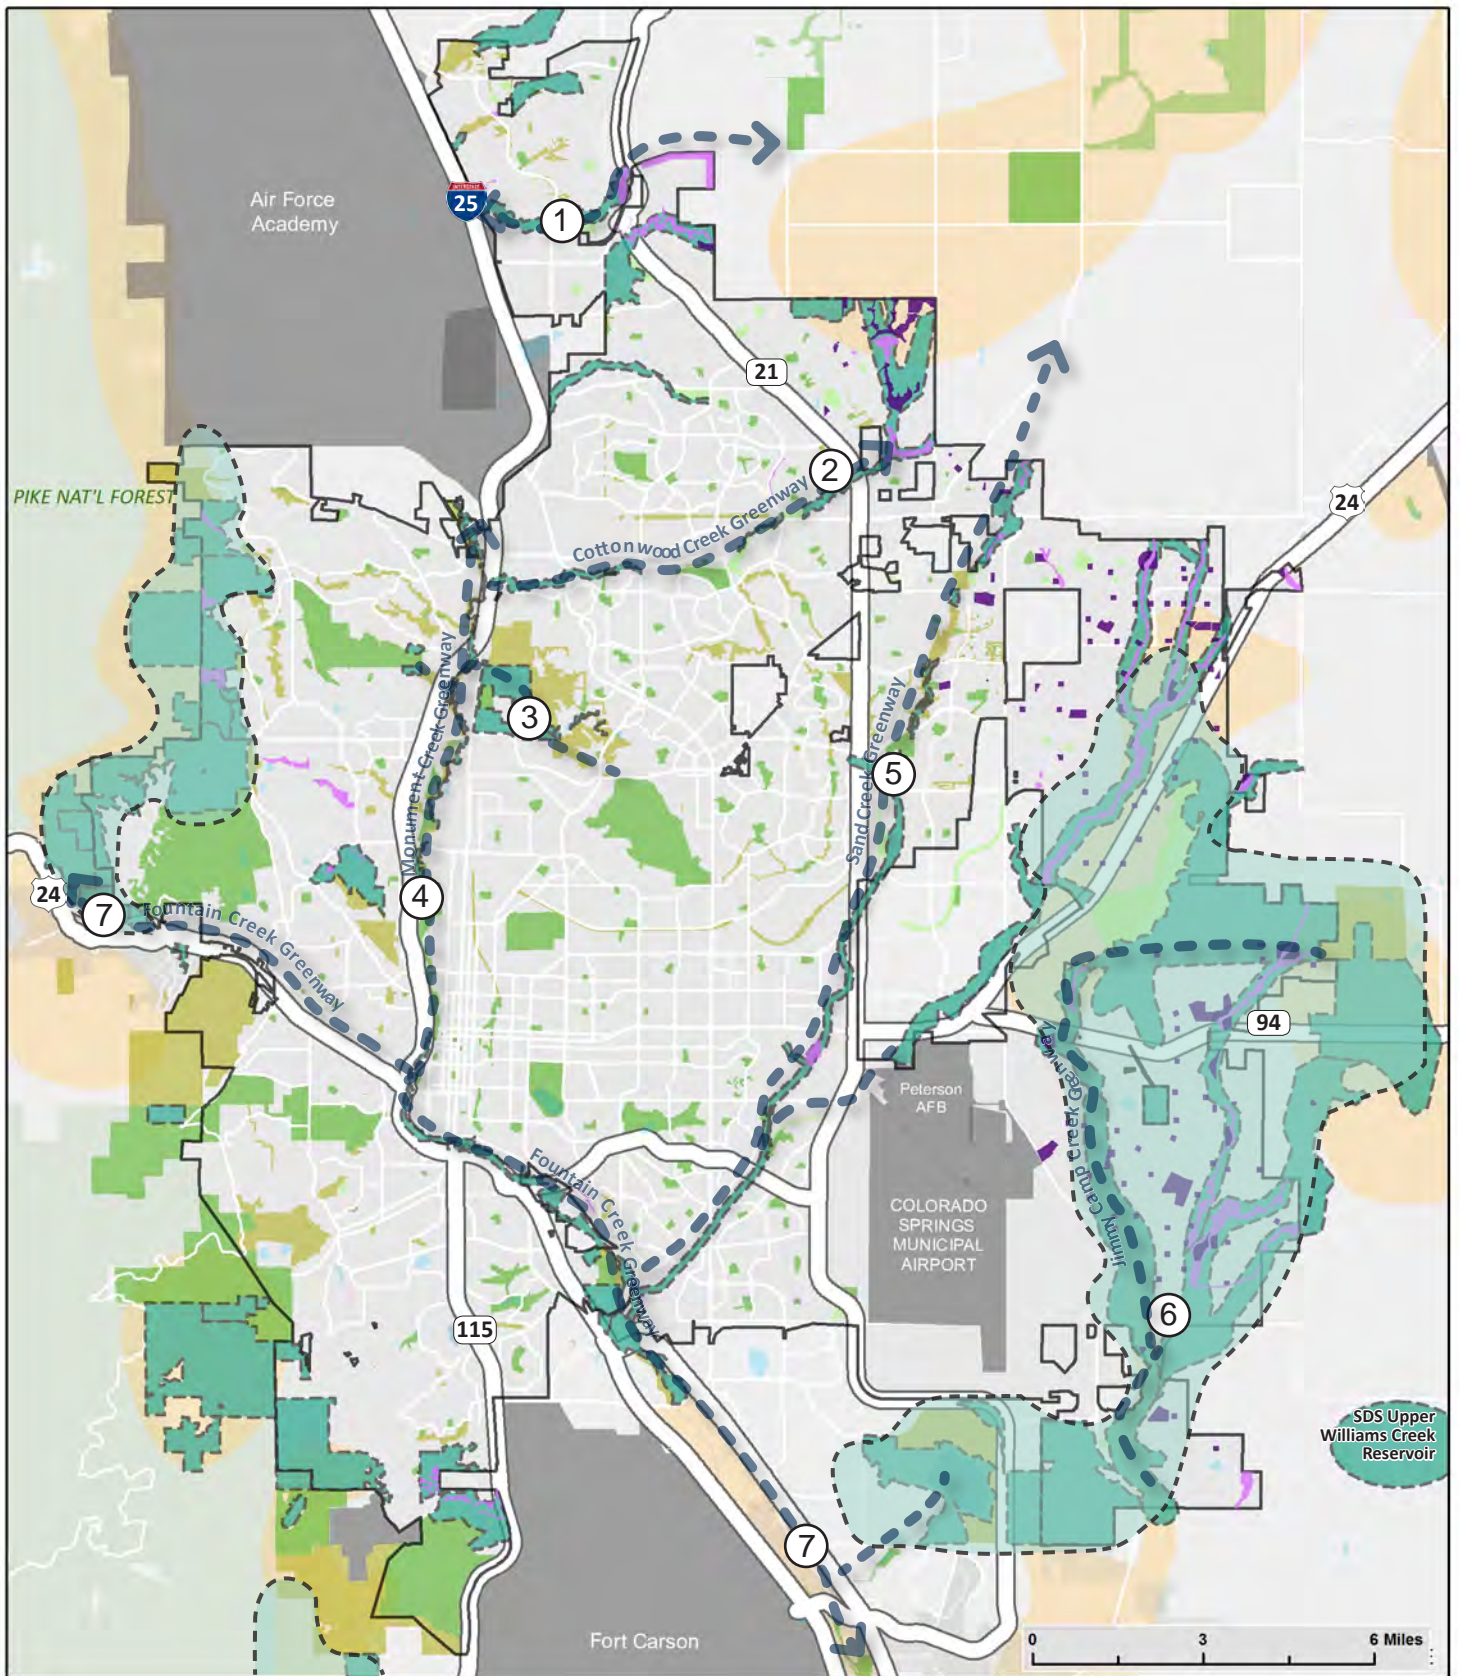 Air Force
Academy
INTERSTATE
25
1
21
2
PIKE NAT'L FOREST
24
Cottonwood Creek Greenway
Monument Creek Greenway
3
Sand Creek Greenway
5
4
24
7
Fountain Creek Greenway
94
Jimmy Camp Creek Greenway
Peterson
AFB
COLORADO
SPRINGS
MUNICIPAL
AIRPORT
Fountain Creek Greenway
6
115
SDS Upper
Williams Creek
Reservoir
7
Fort Carson
0 3 6 Miles